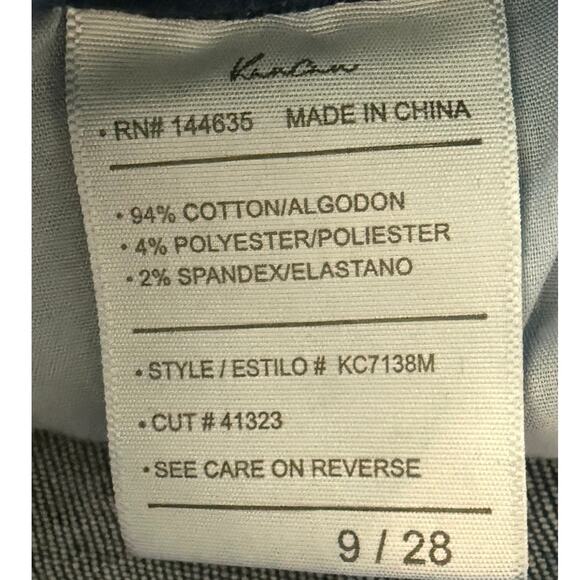 KanCan
• RN# 144635 MADE IN CHINA
• 94% COTTON/ALGODON
• 4% POLYESTER/POLIESTER
• 2% SPANDEX/ELASTANO
• STYLE / ESTILO # KC7138M
• CUT # 41323
• SEE CARE ON REVERSE
9 / 28